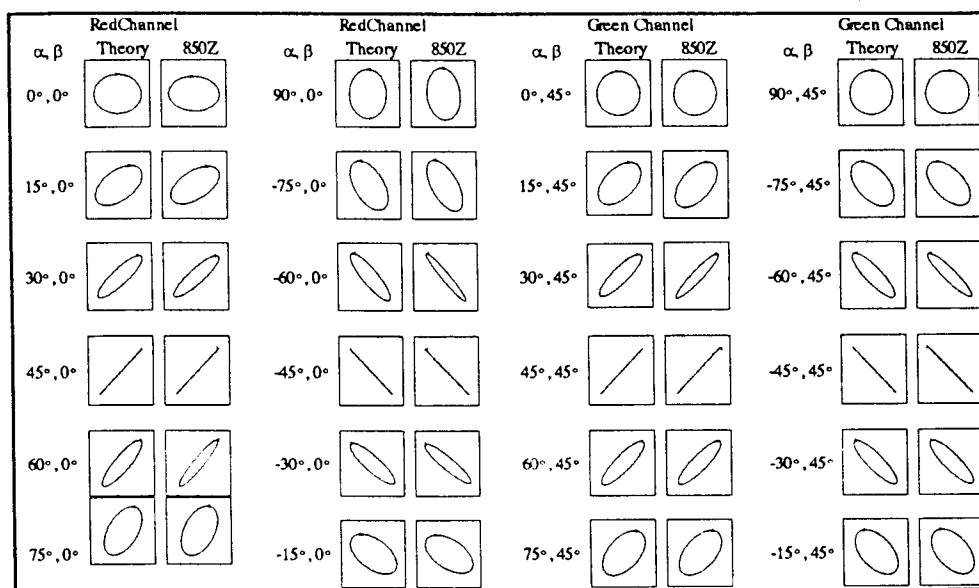 RedChannel RedChannel Green Channel Green Channel
α, β Theory 850Z α, β Theory 850Z α, β Theory 850Z α, β Theory 850Z
0°, 0° 90°, 0° 0°, 45° 90°, 45°
15°, 0° -75°, 0° 15°, 45° -75°, 45°
30°, 0° -60°, 0° 30°, 45° -60°, 45°
45°, 0° -45°, 0° 45°, 45° -45°, 45°
60°, 0° -30°, 0° 60°, 45° -30°, 45°
75°, 0° -15°, 0° 75°, 45° -15°, 45°